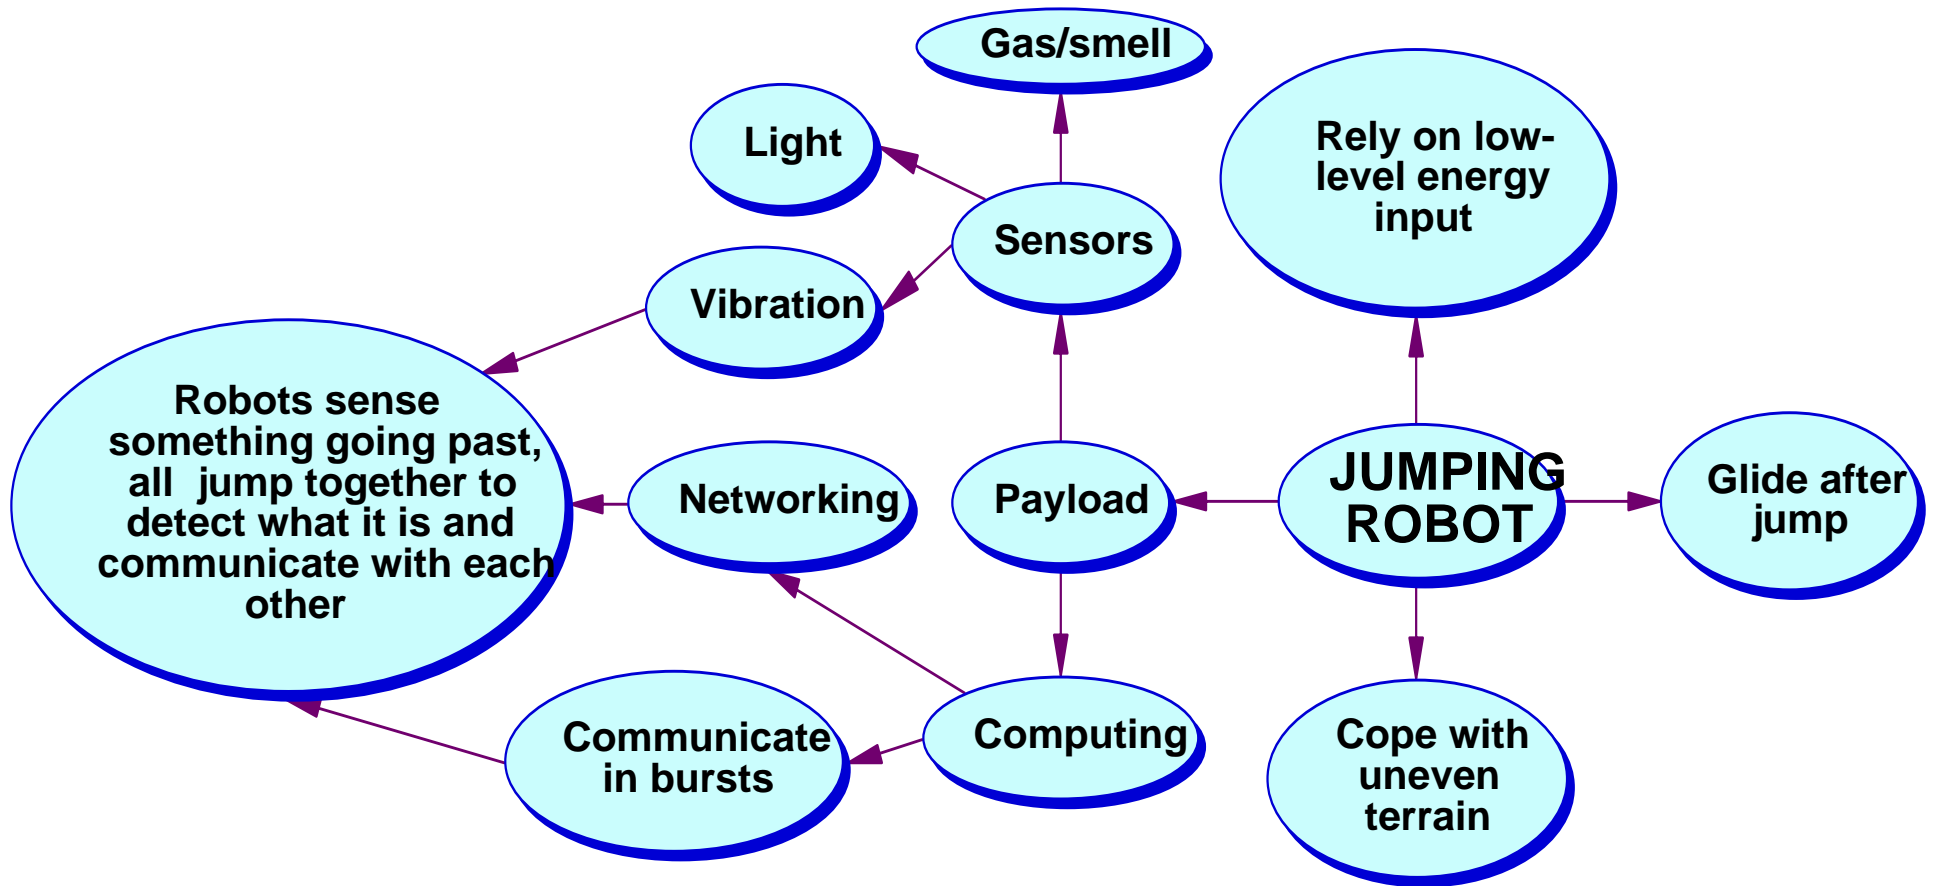 Gas/smell
Light
Rely on low-
level energy
input
Sensors
Vibration
Robots sense
something going past,
all  jump together to
detect what it is and
communicate with each
other
Networking
Payload
JUMPING
ROBOT
Glide after
jump
Communicate
in bursts
Computing
Cope with
uneven
terrain